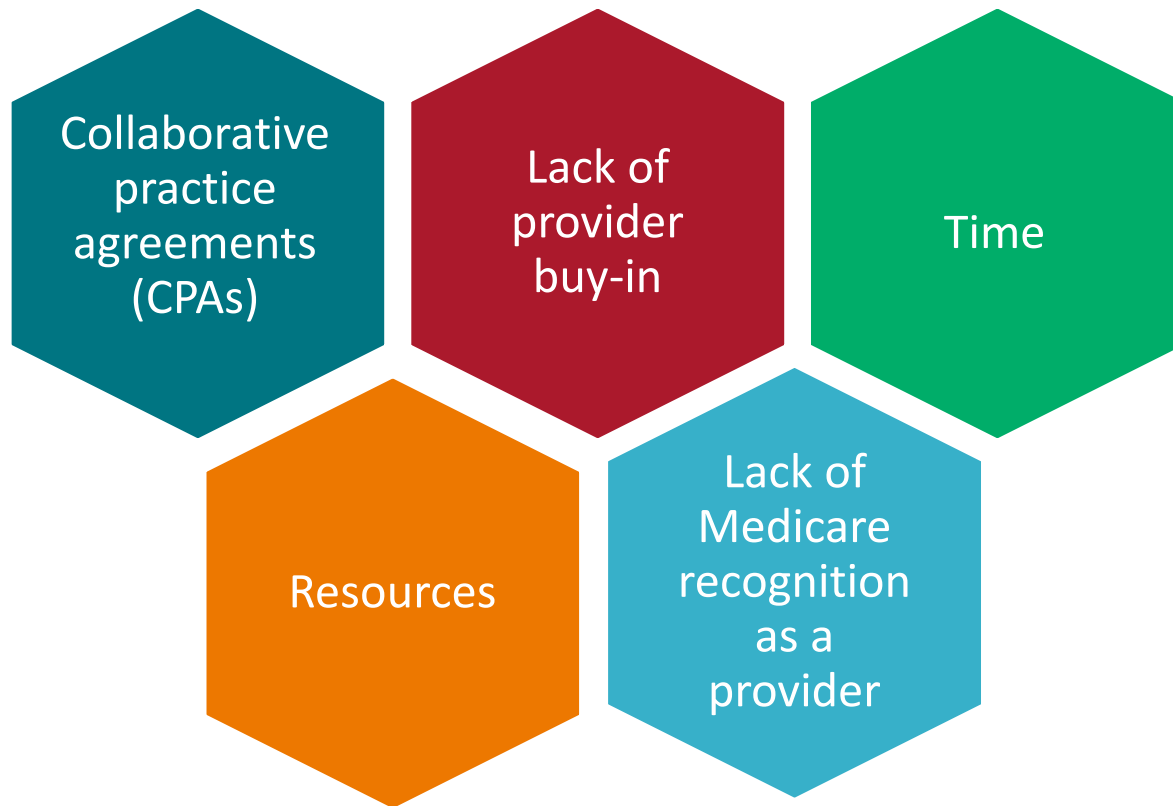 Collaborative
practice
agreements
(CPAs)
Lack of
provider
buy-in
Time
Resources
Lack of
Medicare
recognition
as a
provider